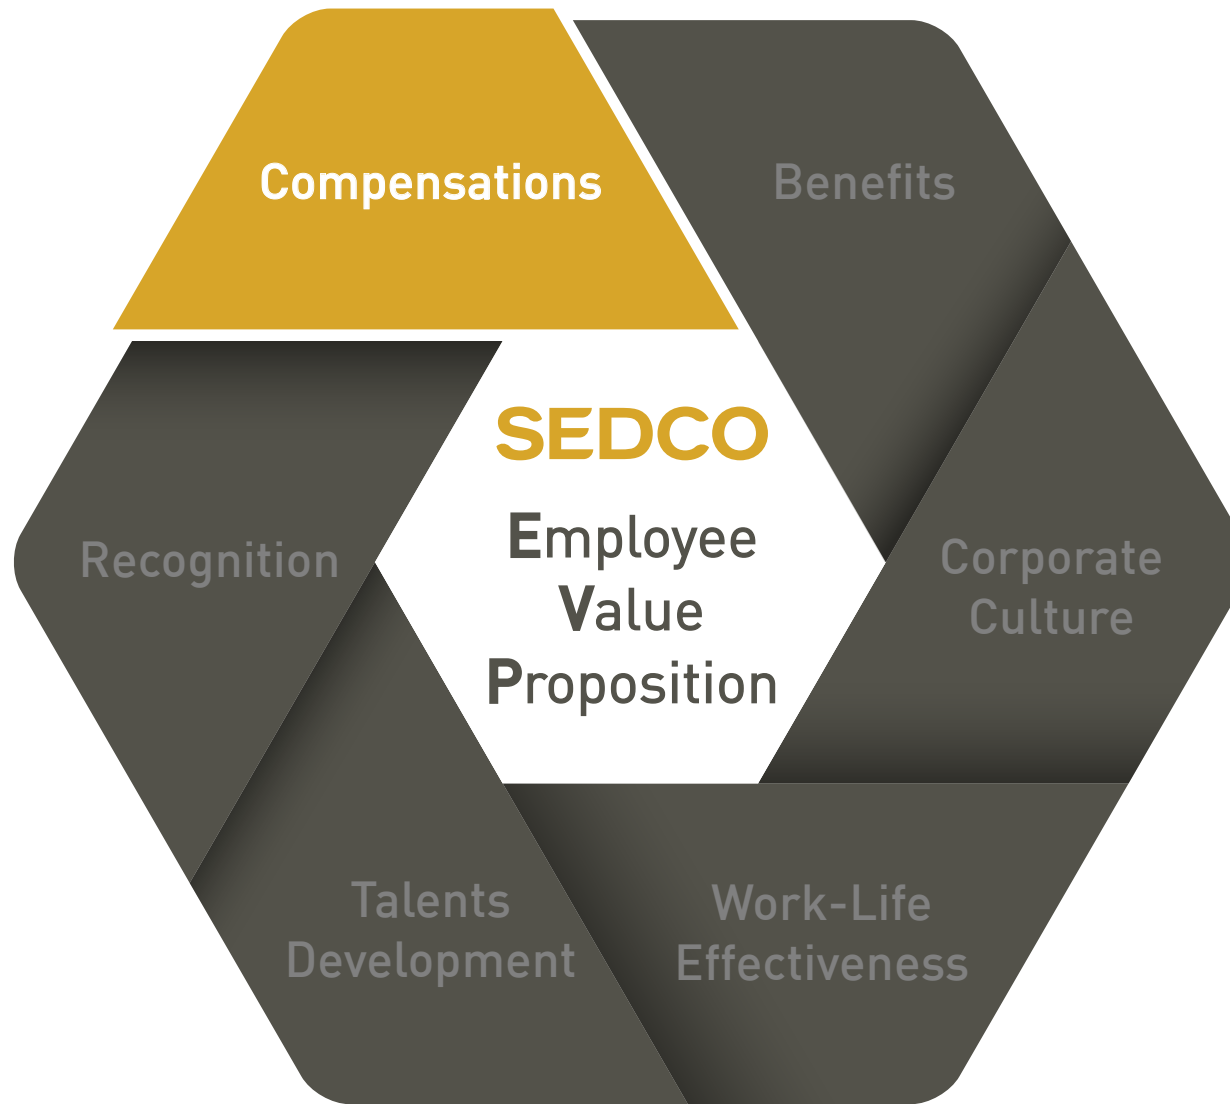 Compensations
Benefits
SEDCO
Employee
Value
Proposition
Recognition
Corporate
Culture
Talents
Development
Work-Life
Effectiveness